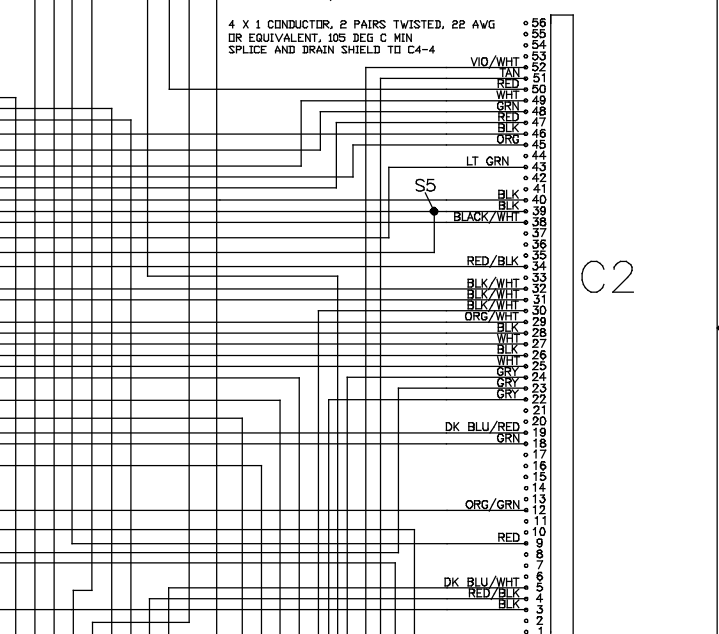 4 X 1 CONDUCTOR, 2 PAIRS TWISTED, 22 AWG
OR EQUIVALENT, 105 DEG C MIN
SPLICE AND DRAIN SHIELD TO C4-4
56
55
54
53
VIO/WHT 52
TAN 51
RED 50
WHT 49
GRN 48
RED 47
BLK 46
ORG 45
44
LT GRN 43
42
41
S5
BLK 40
BLK 39
BLACK/WHT 38
37
36
35
RED/BLK 34
33
C2
BLK/WHT 32
BLK/WHT 31
BLK/WHT 30
ORG/WHT 29
BLK 28
WHT 27
BLK 26
WHT 25
GRY 24
GRY 23
GRY 22
21
20
DK BLU/RED 19
GRN 18
17
16
15
14
13
ORG/GRN 12
11
10
RED 9
8
7
6
DK BLU/WHT 5
RED/BLK 4
BLK 3
2
1